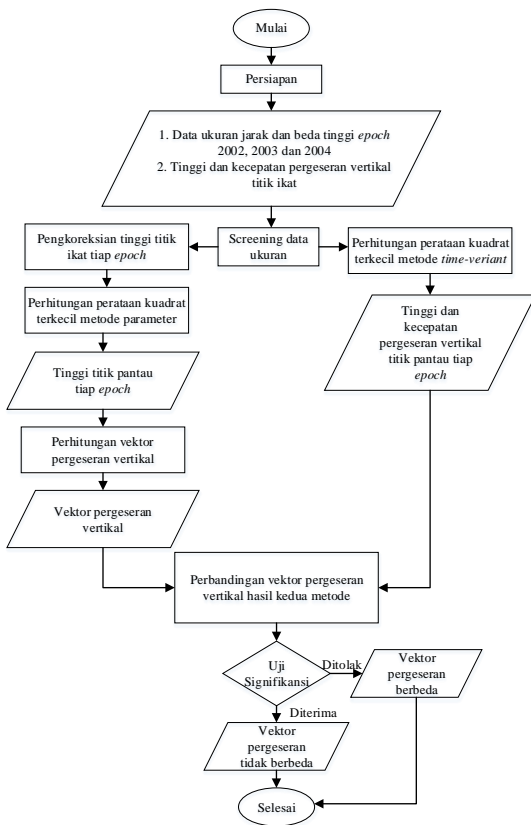 Mulai
Persiapan
1. Data ukuran jarak dan beda tinggi epoch
2002, 2003 dan 2004
2. Tinggi dan kecepatan pergeseran vertikal
titik ikat
Pengkoreksian tinggi titik
ikat tiap epoch
Screening data
ukuran
Perhitungan perataan kuadrat
terkecil metode time-veriant
Perhitungan perataan kuadrat
terkecil metode parameter
Tinggi dan
kecepatan
pergeseran vertikal
titik pantau tiap
epoch
Tinggi titik pantau
tiap epoch
Perhitungan vektor
pergeseran vertikal
Vektor pergeseran
vertikal
Perbandingan vektor pergeseran
vertikal hasil kedua metode
Uji
Signifikansi
Ditolak
Vektor
pergeseran
berbeda
Diterima
Vektor
pergeseran
tidak berbeda
Selesai